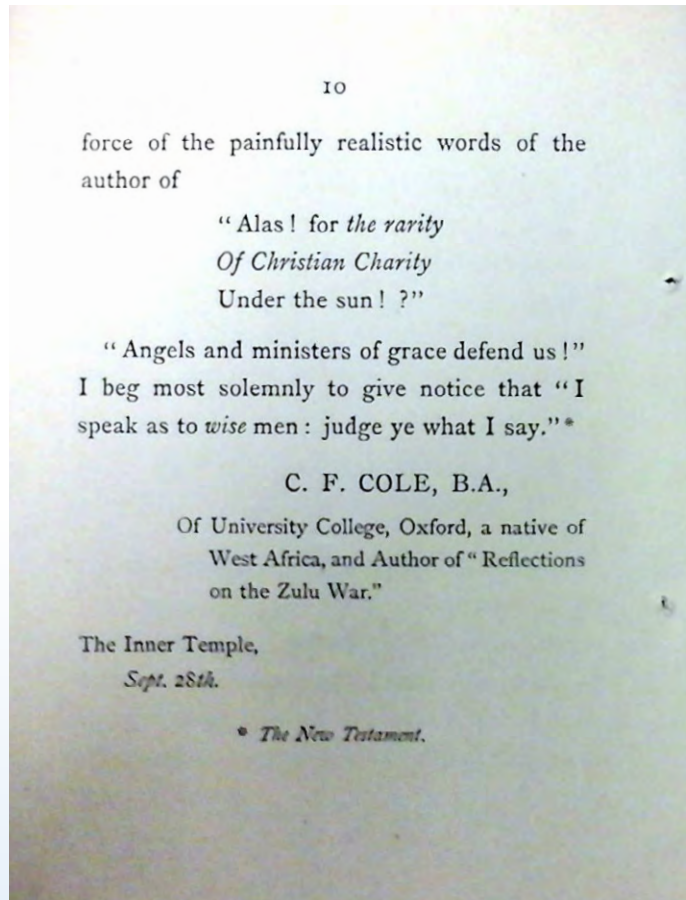 10
force of the painfully realistic words of the
author of
“Alas! for the rarity
Of Christian Charity
Under the sun! ?”
“Angels and ministers of grace defend us!”
I beg most solemnly to give notice that “I
speak as to wise men: judge ye what I say.”*
C. F. COLE, B.A.,
Of University College, Oxford, a native of
West Africa, and Author of “Reflections
on the Zulu War.”
The Inner Temple,
Sept. 28th.
* The New Testament.